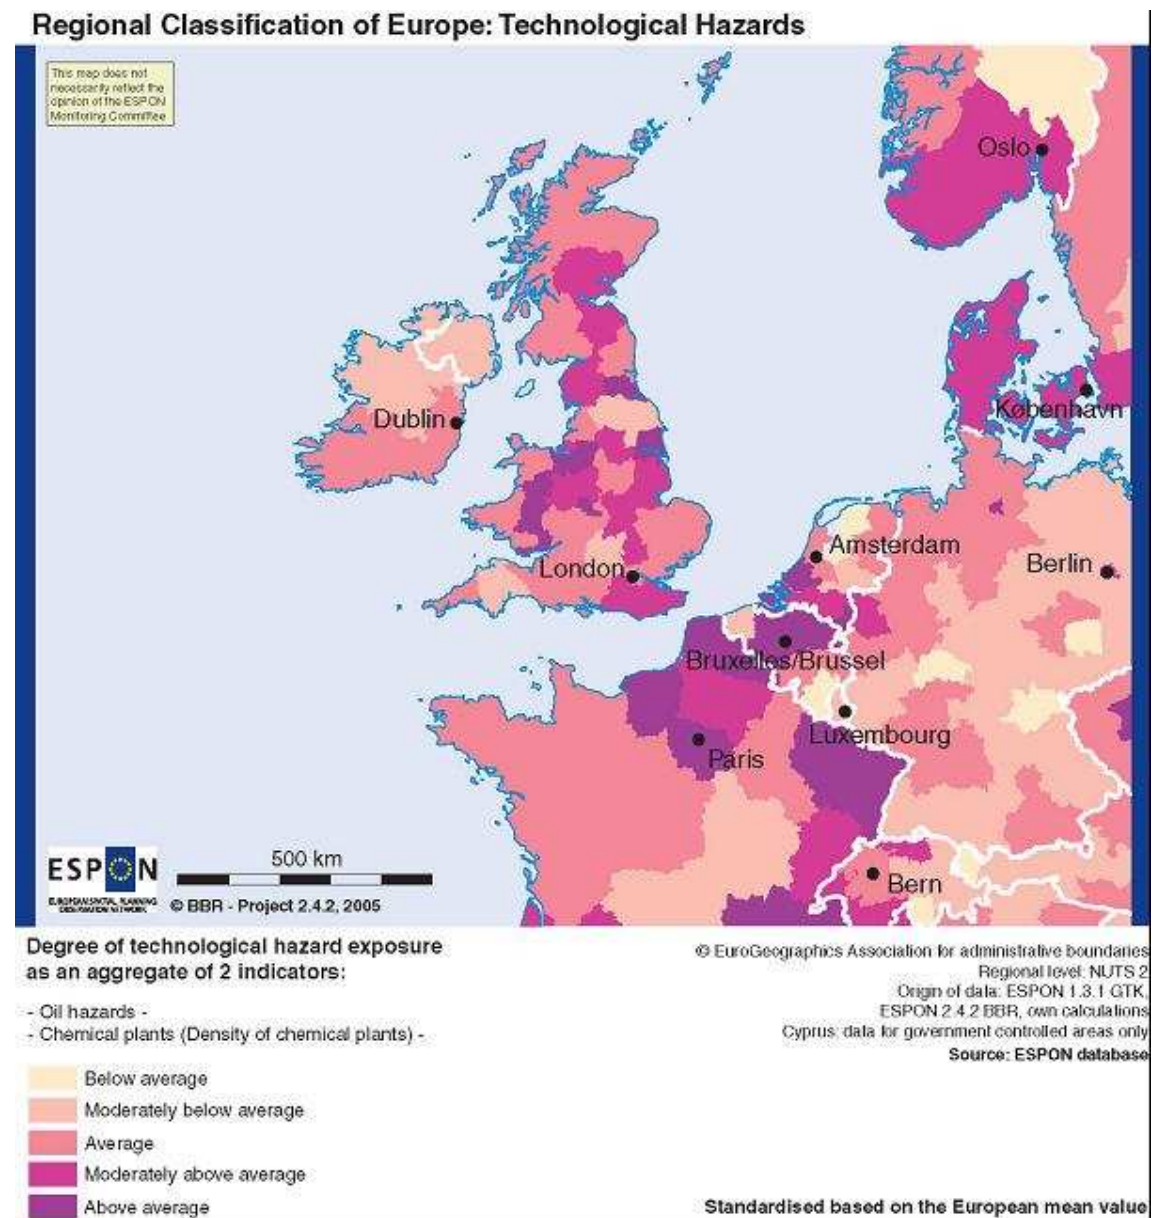 Regional Classification of Europe: Technological Hazards
This map does not
necessarily reflect the
opinion of the ESPON
Monitoring Committee
Oslo
København
Dublin
Amsterdam
Berlin
London
Bruxelles/Brussel
Luxembourg
Paris
Bern
ESPON
500 km
© BBR - Project 2.4.2, 2005
Degree of technological hazard exposure
as an aggregate of 2 indicators:
- Oil hazards -
- Chemical plants (Density of chemical plants) -
Below average
Moderately below average
Average
Moderately above average
Above average
© EuroGeographics Association for administrative boundaries
Regional level: NUTS 2
Origin of data: ESPON 1.3.1 GTK,
ESPON 2.4.2 BBR, own calculations
Cyprus: data for government controlled areas only
Source: ESPON database
Standardised based on the European mean value